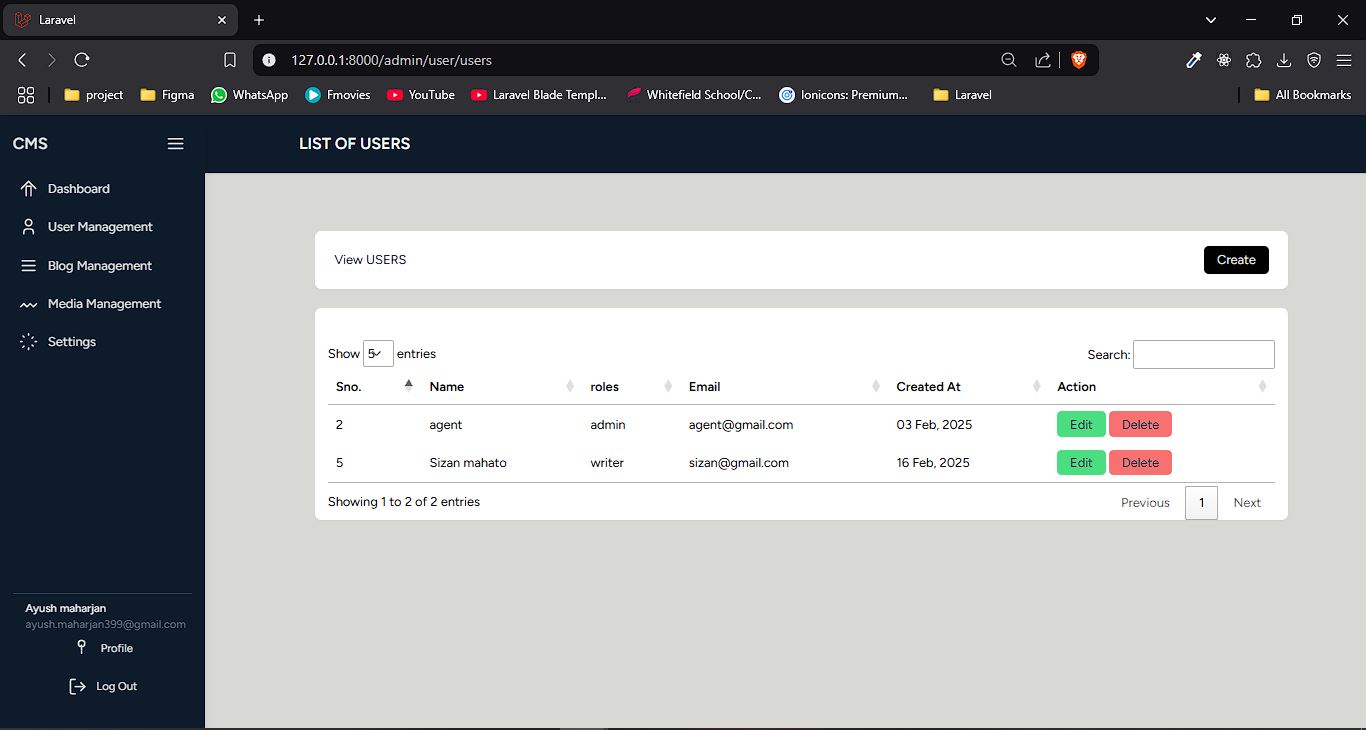 Laravel
127.0.0.1:8000/admin/user/users
project Figma WhatsApp Fmovies YouTube Laravel Blade Templ... Whitefield School/C... Ionicons: Premium... Laravel All Bookmarks
CMS
LIST OF USERS
Dashboard
User Management
Blog Management
Media Management
Settings
View USERS
Create
Show 5 entries
Search:
Sno. Name roles Email Created At Action
2 agent admin agent@gmail.com 03 Feb, 2025 Edit Delete
5 Sizan mahato writer sizan@gmail.com 16 Feb, 2025 Edit Delete
Showing 1 to 2 of 2 entries
Previous 1 Next
Ayush maharjan
ayush.maharjan399@gmail.com
Profile
Log Out